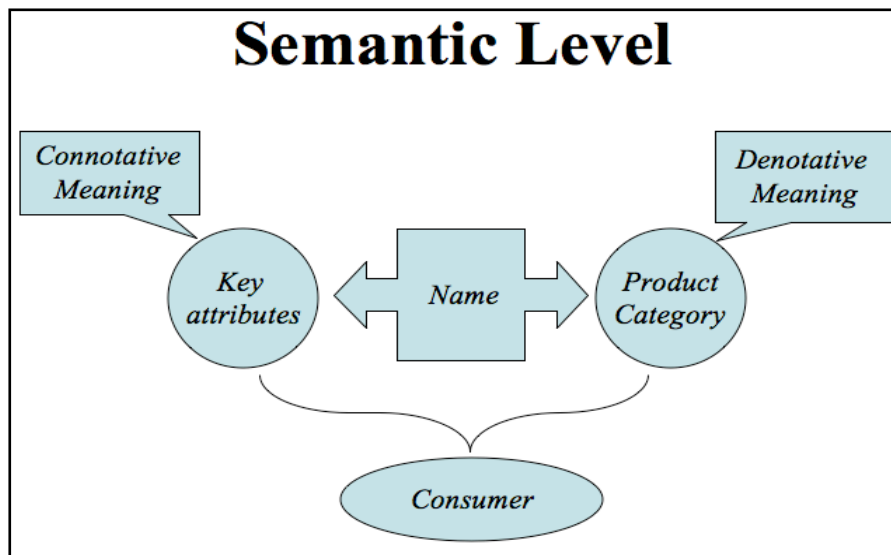 Semantic Level
Connotative
Meaning
Denotative
Meaning
Key
attributes
Name
Product
Category
Consumer